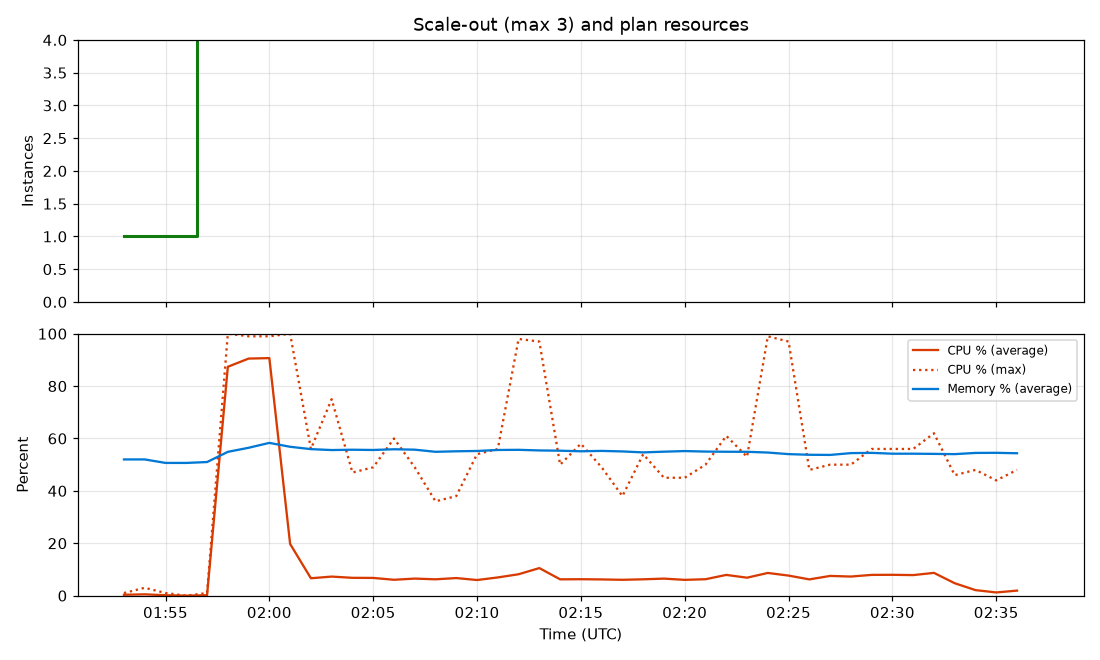 Scale-out (max 3) and plan resources
Instances
4.0
3.5
3.0
2.5
2.0
1.5
1.0
0.5
0.0
Percent
100
80
60
40
20
0
CPU % (average)
CPU % (max)
Memory % (average)
01:55 02:00 02:05 02:10 02:15 02:20 02:25 02:30 02:35
Time (UTC)